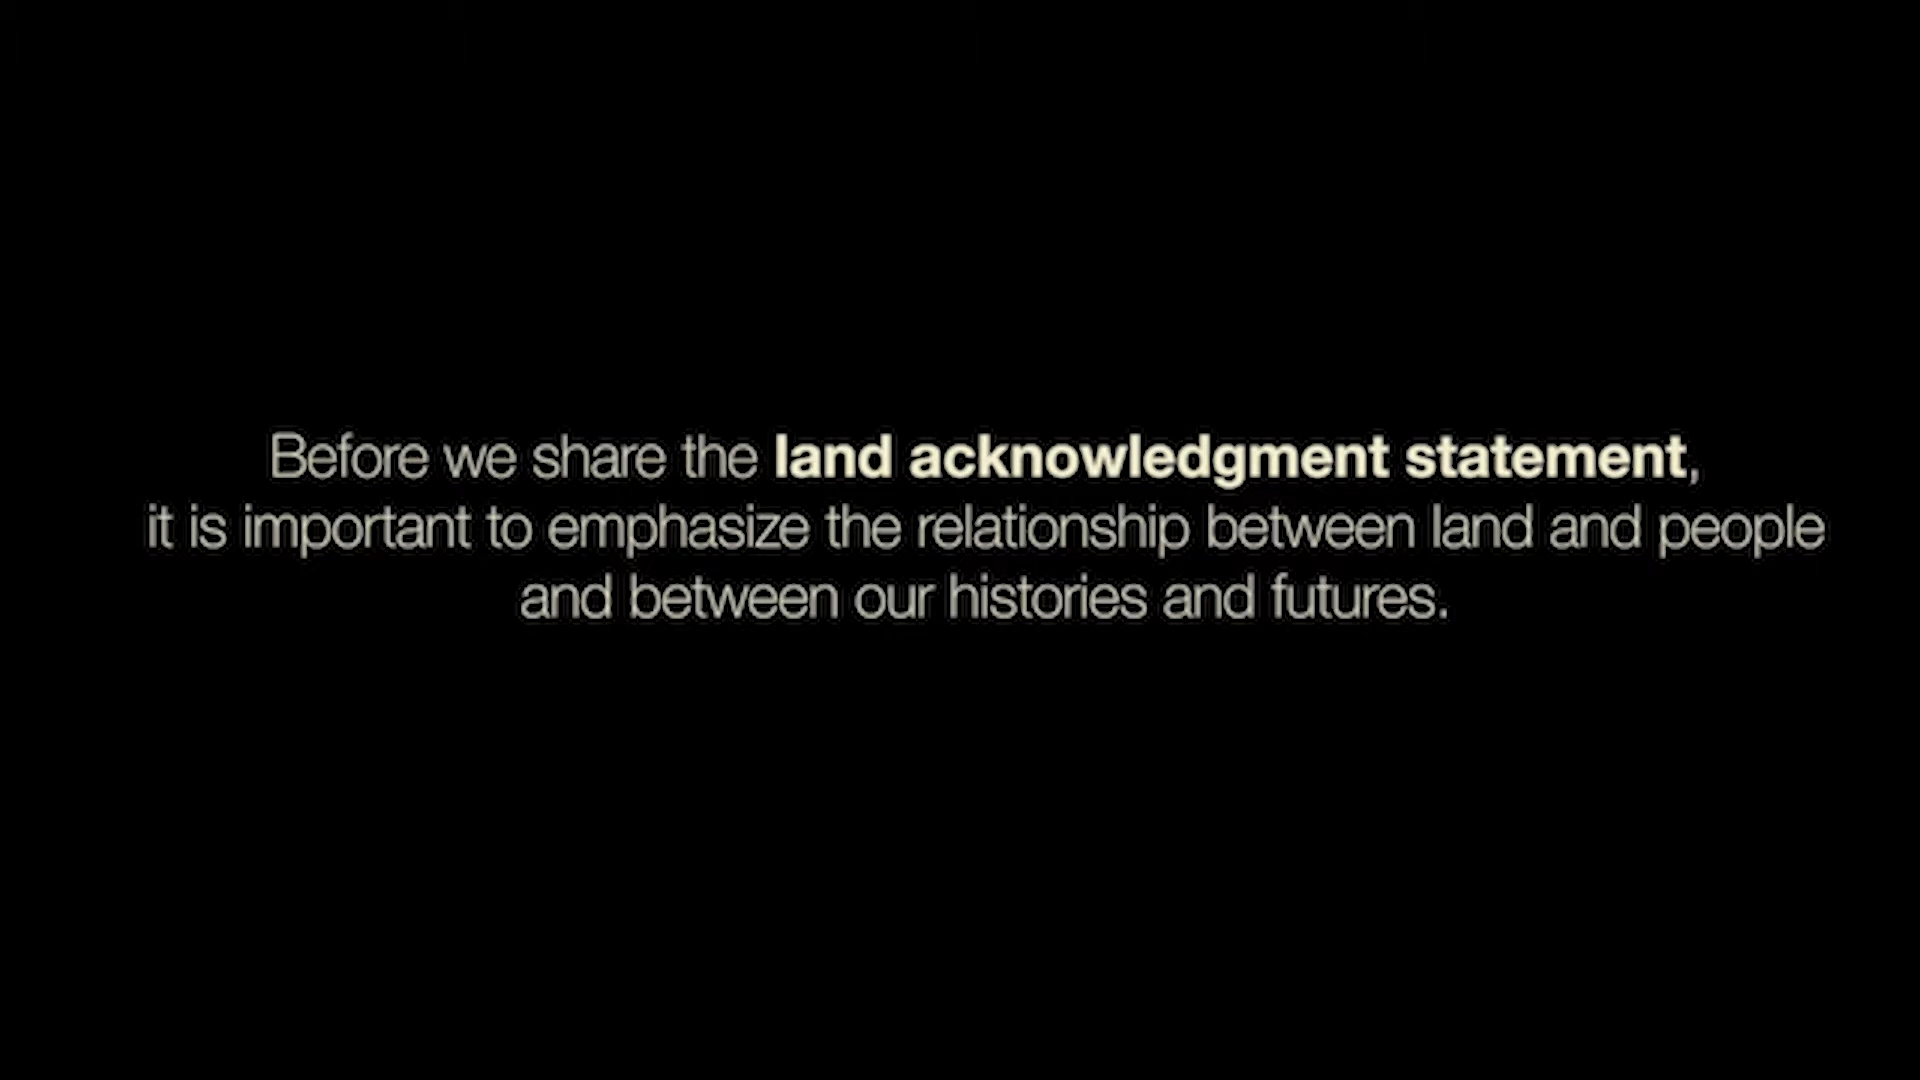 Before we share the land acknowledgment statement,
it is important to emphasize the relationship between land and people
and between our histories and futures.